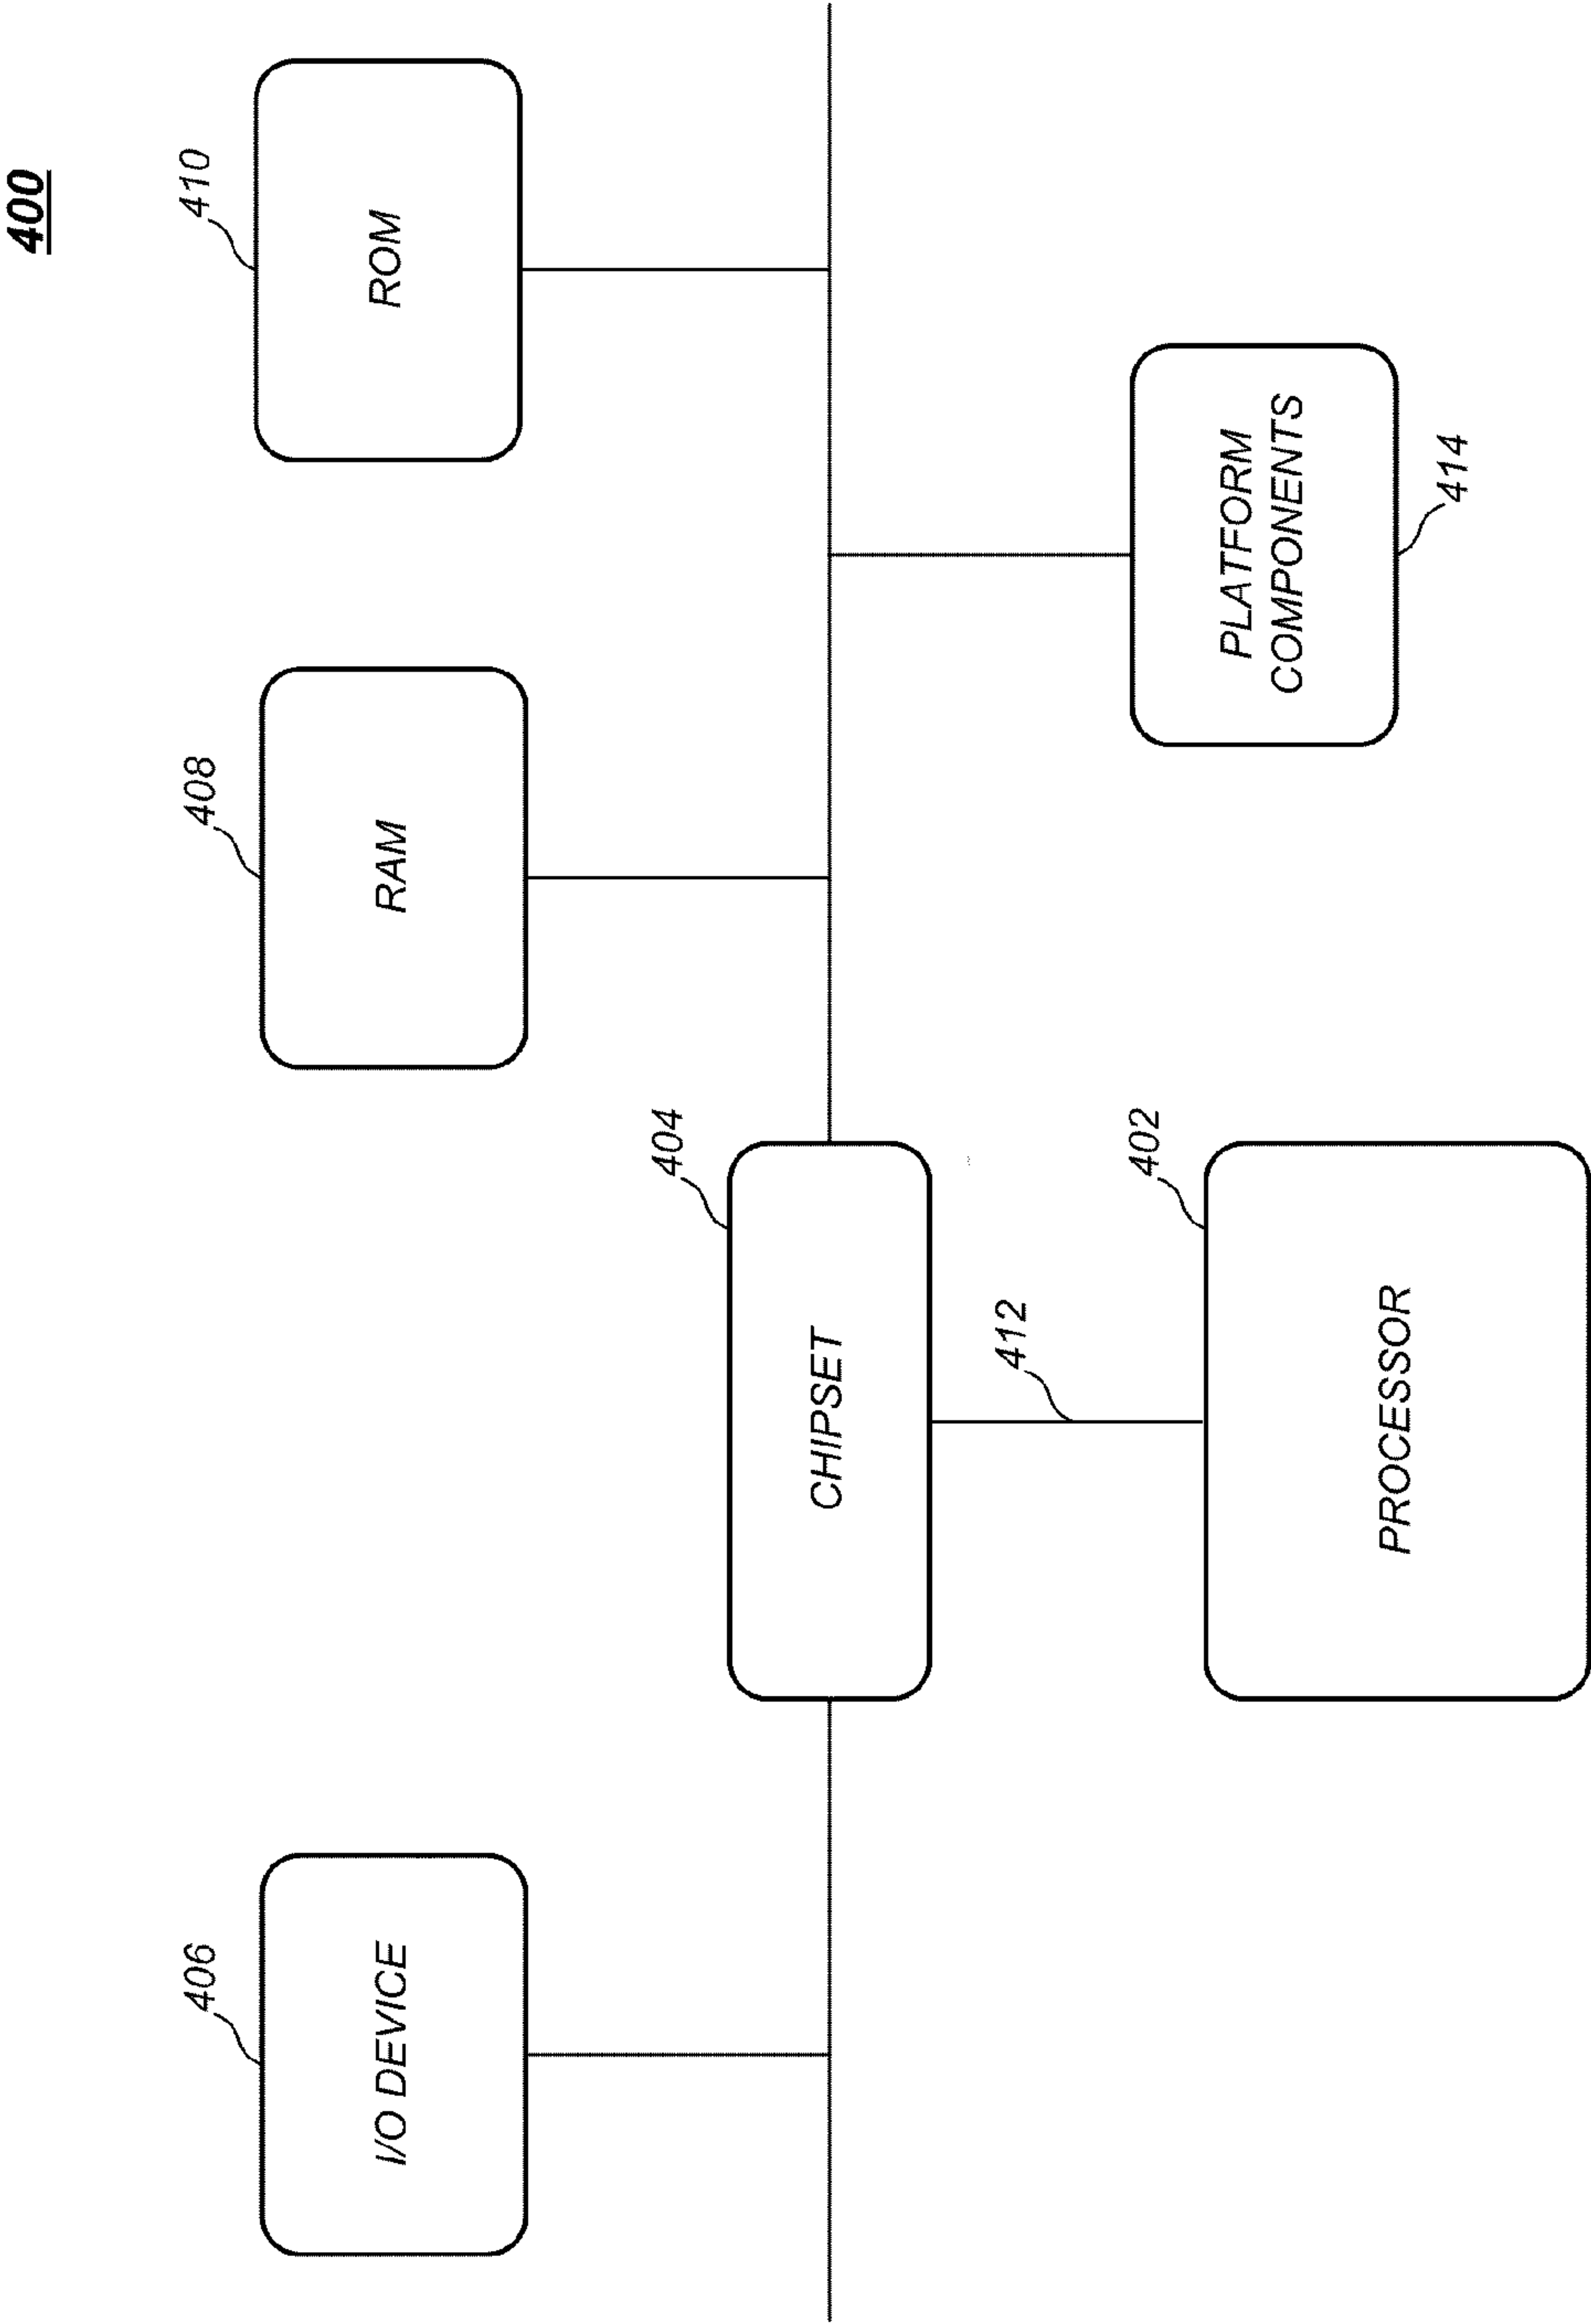 400
406
I/O DEVICE
408
RAM
410
ROM
404
CHIPSET
412
402
PROCESSOR
PLATFORM
COMPONENTS
414